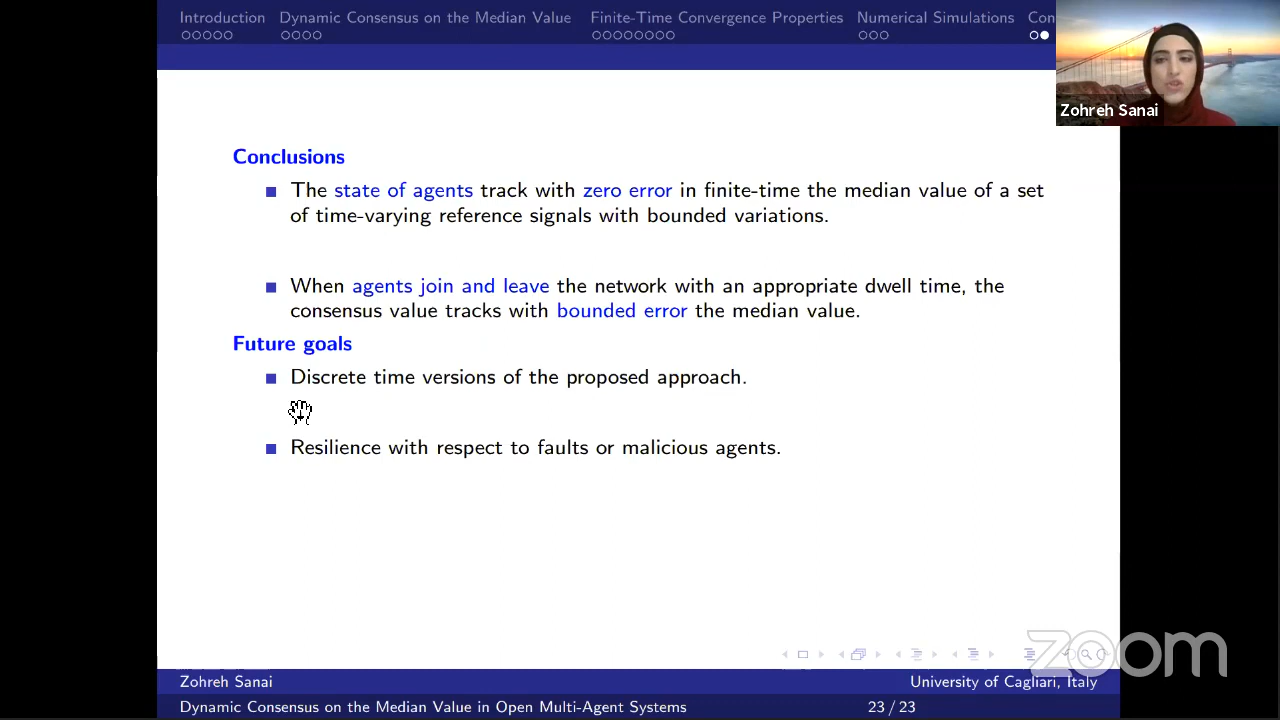 Introduction Dynamic Consensus on the Median Value Finite-Time Convergence Properties Numerical Simulations Con
Zohreh Sanai
Conclusions
The state of agents track with zero error in finite-time the median value of a set
of time-varying reference signals with bounded variations.
When agents join and leave the network with an appropriate dwell time, the
consensus value tracks with bounded error the median value.
Future goals
Discrete time versions of the proposed approach.
Resilience with respect to faults or malicious agents.
zoom
Zohreh Sanai University of Cagliari, Italy
Dynamic Consensus on the Median Value in Open Multi-Agent Systems 23 / 23